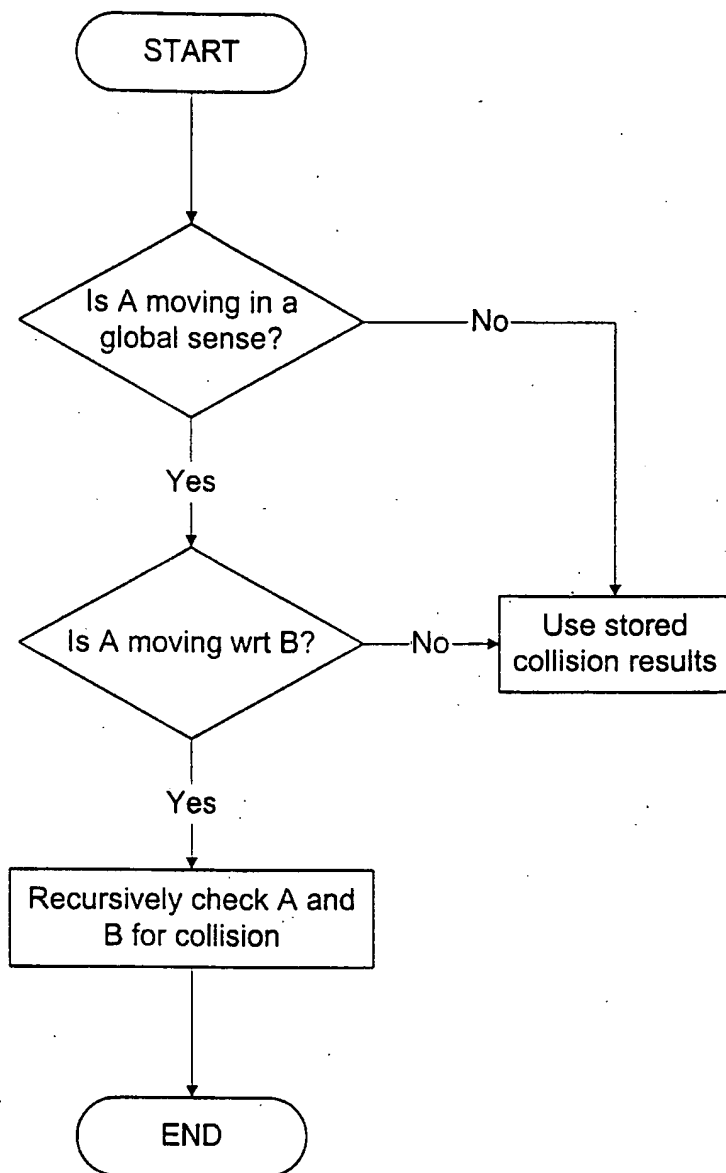 START
Is A moving in a
global sense?
No
Yes
Is A moving wrt B?
No
Use stored
collision results
Yes
Recursively check A and
B for collision
END